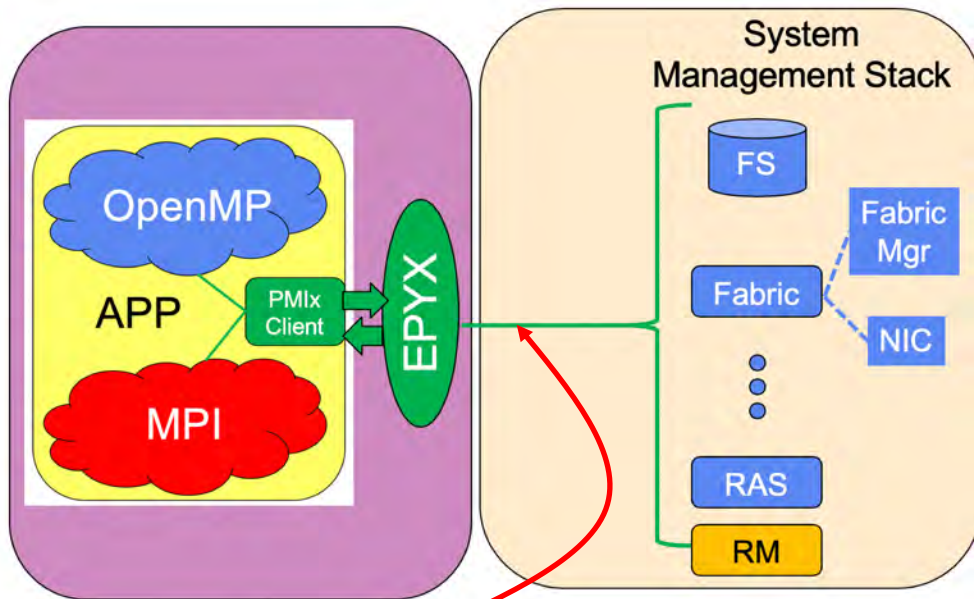 System
Management Stack
OpenMP
APP
PMIx
Client
MPI
EPYX
FS
Fabric
Fabric
Mgr
NIC
RAS
RM